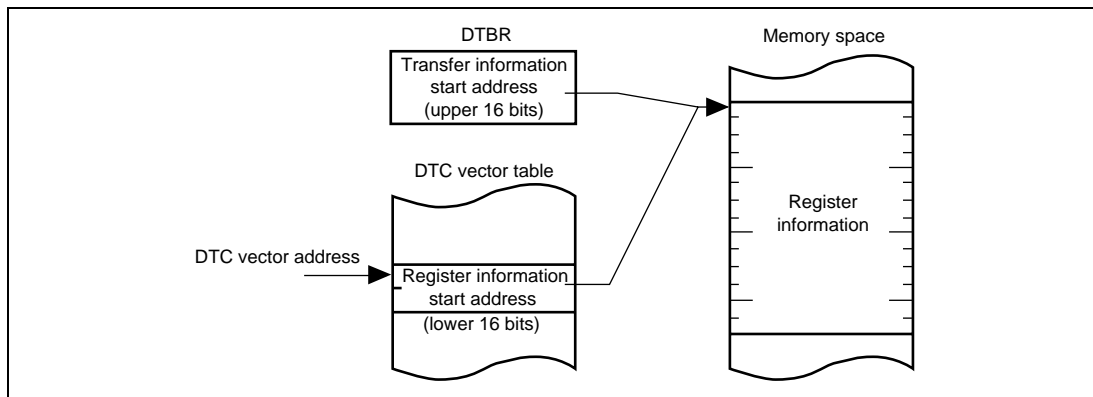 DTBR
Transfer information
start address
(upper 16 bits)
Memory space
DTC vector table
DTC vector address
Register information
start address
(lower 16 bits)
Register
information